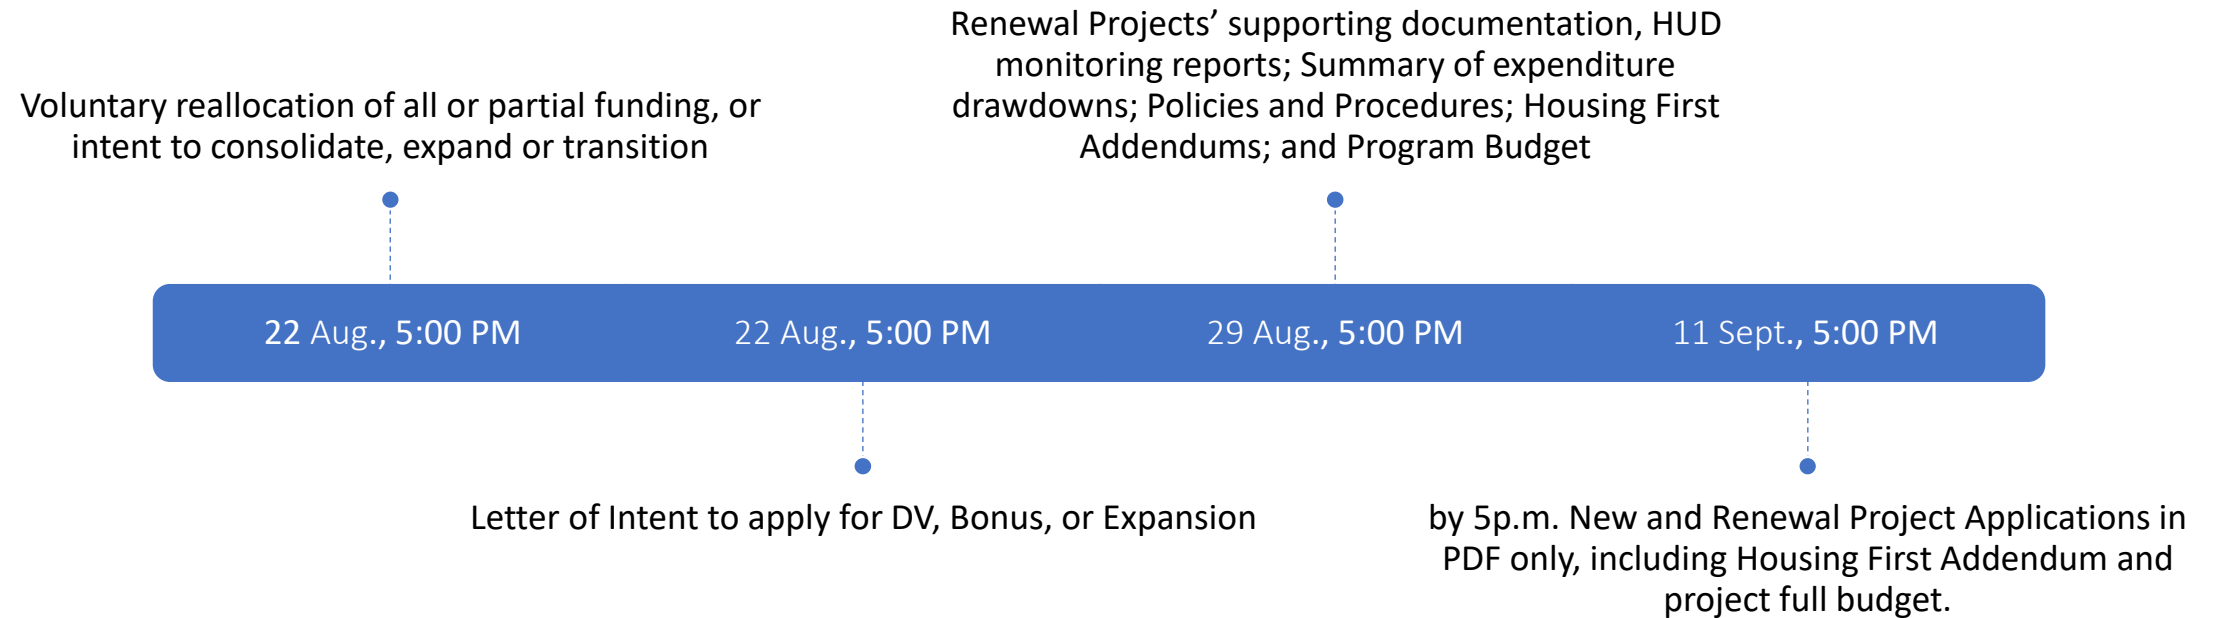 Renewal Projects’ supporting documentation, HUD
monitoring reports; Summary of expenditure
drawdowns; Policies and Procedures; Housing First
Addendums; and Program Budget
Voluntary reallocation of all or partial funding, or
intent to consolidate, expand or transition
22 Aug., 5:00 PM
22 Aug., 5:00 PM
29 Aug., 5:00 PM
11 Sept., 5:00 PM
Letter of Intent to apply for DV, Bonus, or Expansion
by 5p.m. New and Renewal Project Applications in
PDF only, including Housing First Addendum and
project full budget.